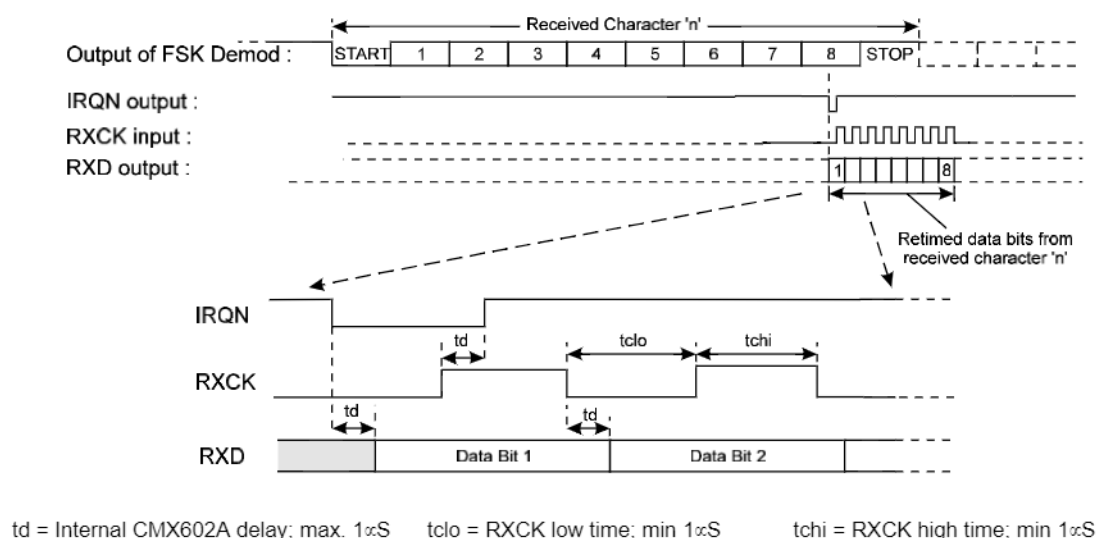 Received Character 'n'
Output of FSK Demod : START 1 2 3 4 5 6 7 8 STOP
IRQN output :
RXCK input :
RXD output : 1 8
Retimed data bits from
received character 'n'
IRQN
td tclo tchi
RXCK
td td
RXD Data Bit 1 Data Bit 2
td = Internal CMX602A delay; max. 1∝S tclo = RXCK low time; min 1∝S tchi = RXCK high time; min 1∝S